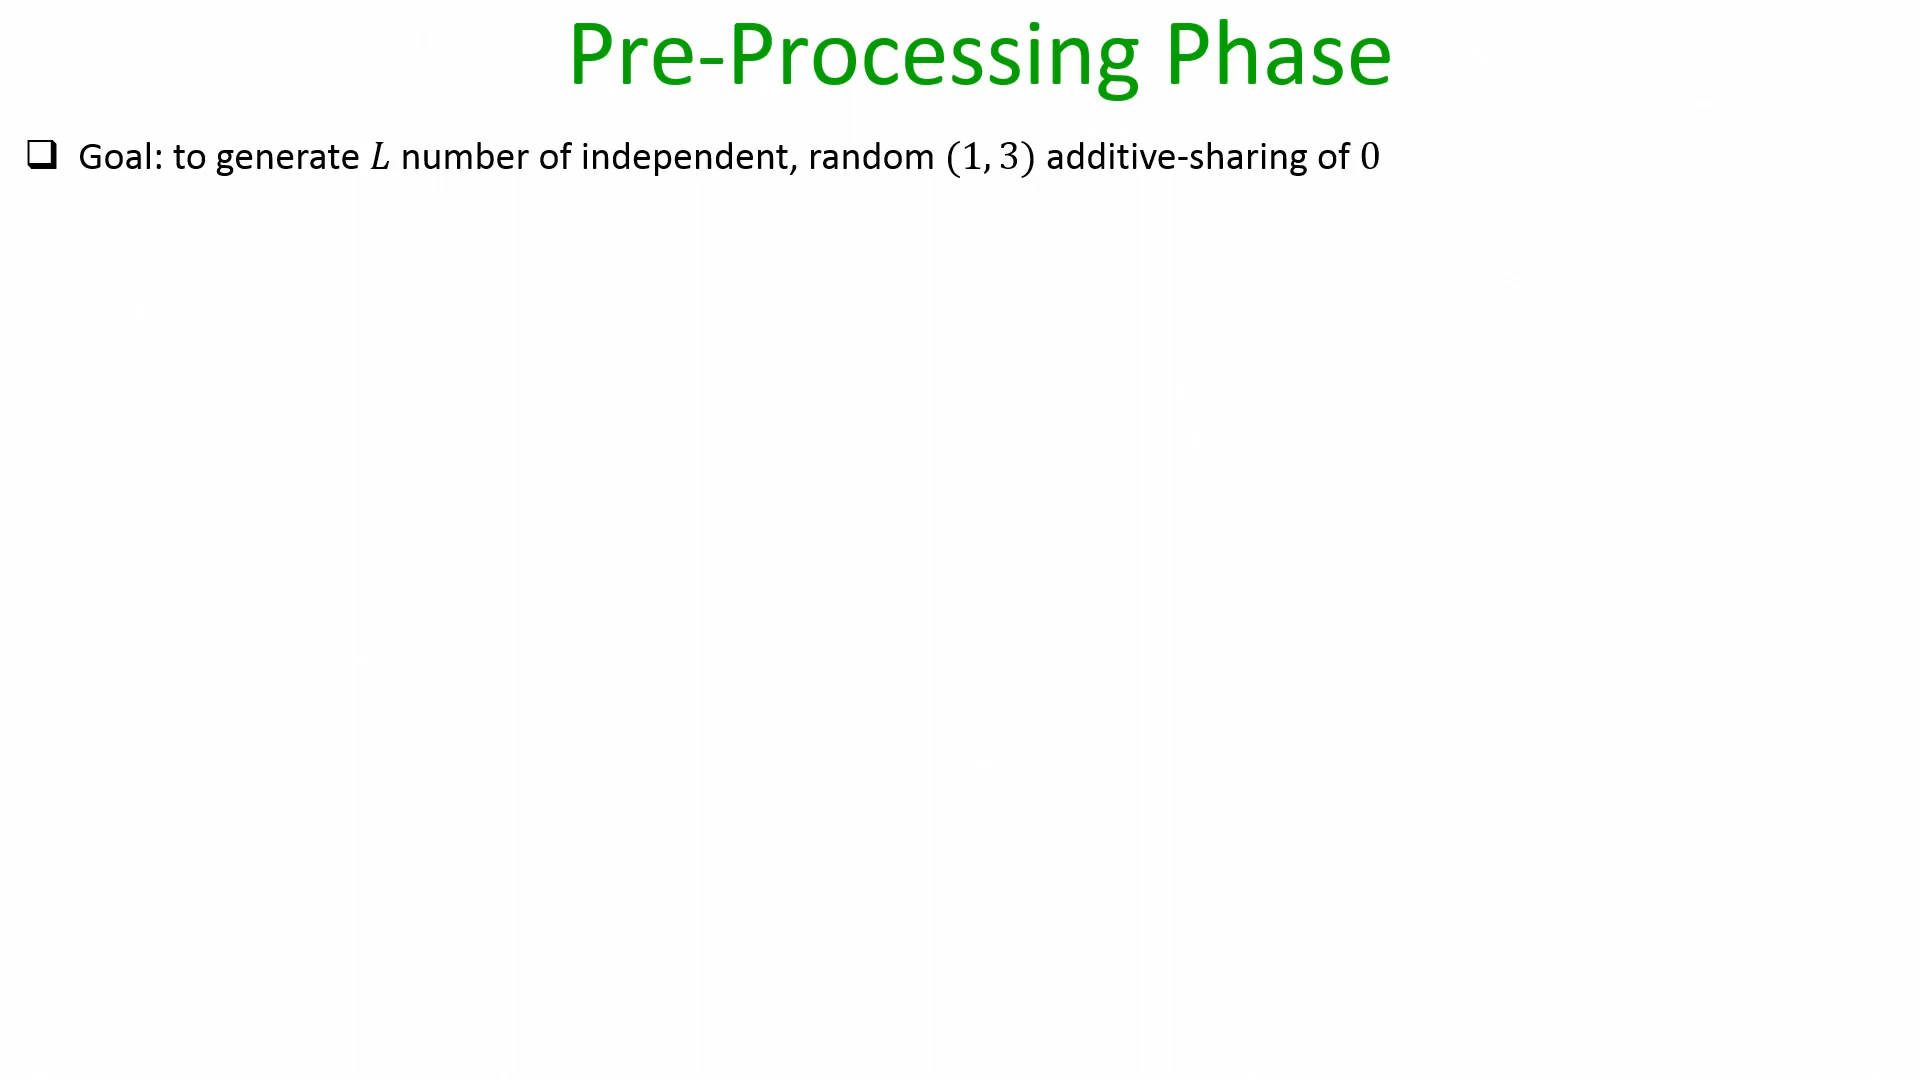 Pre-Processing Phase
❑ Goal: to generate L number of independent, random (1, 3) additive-sharing of 0